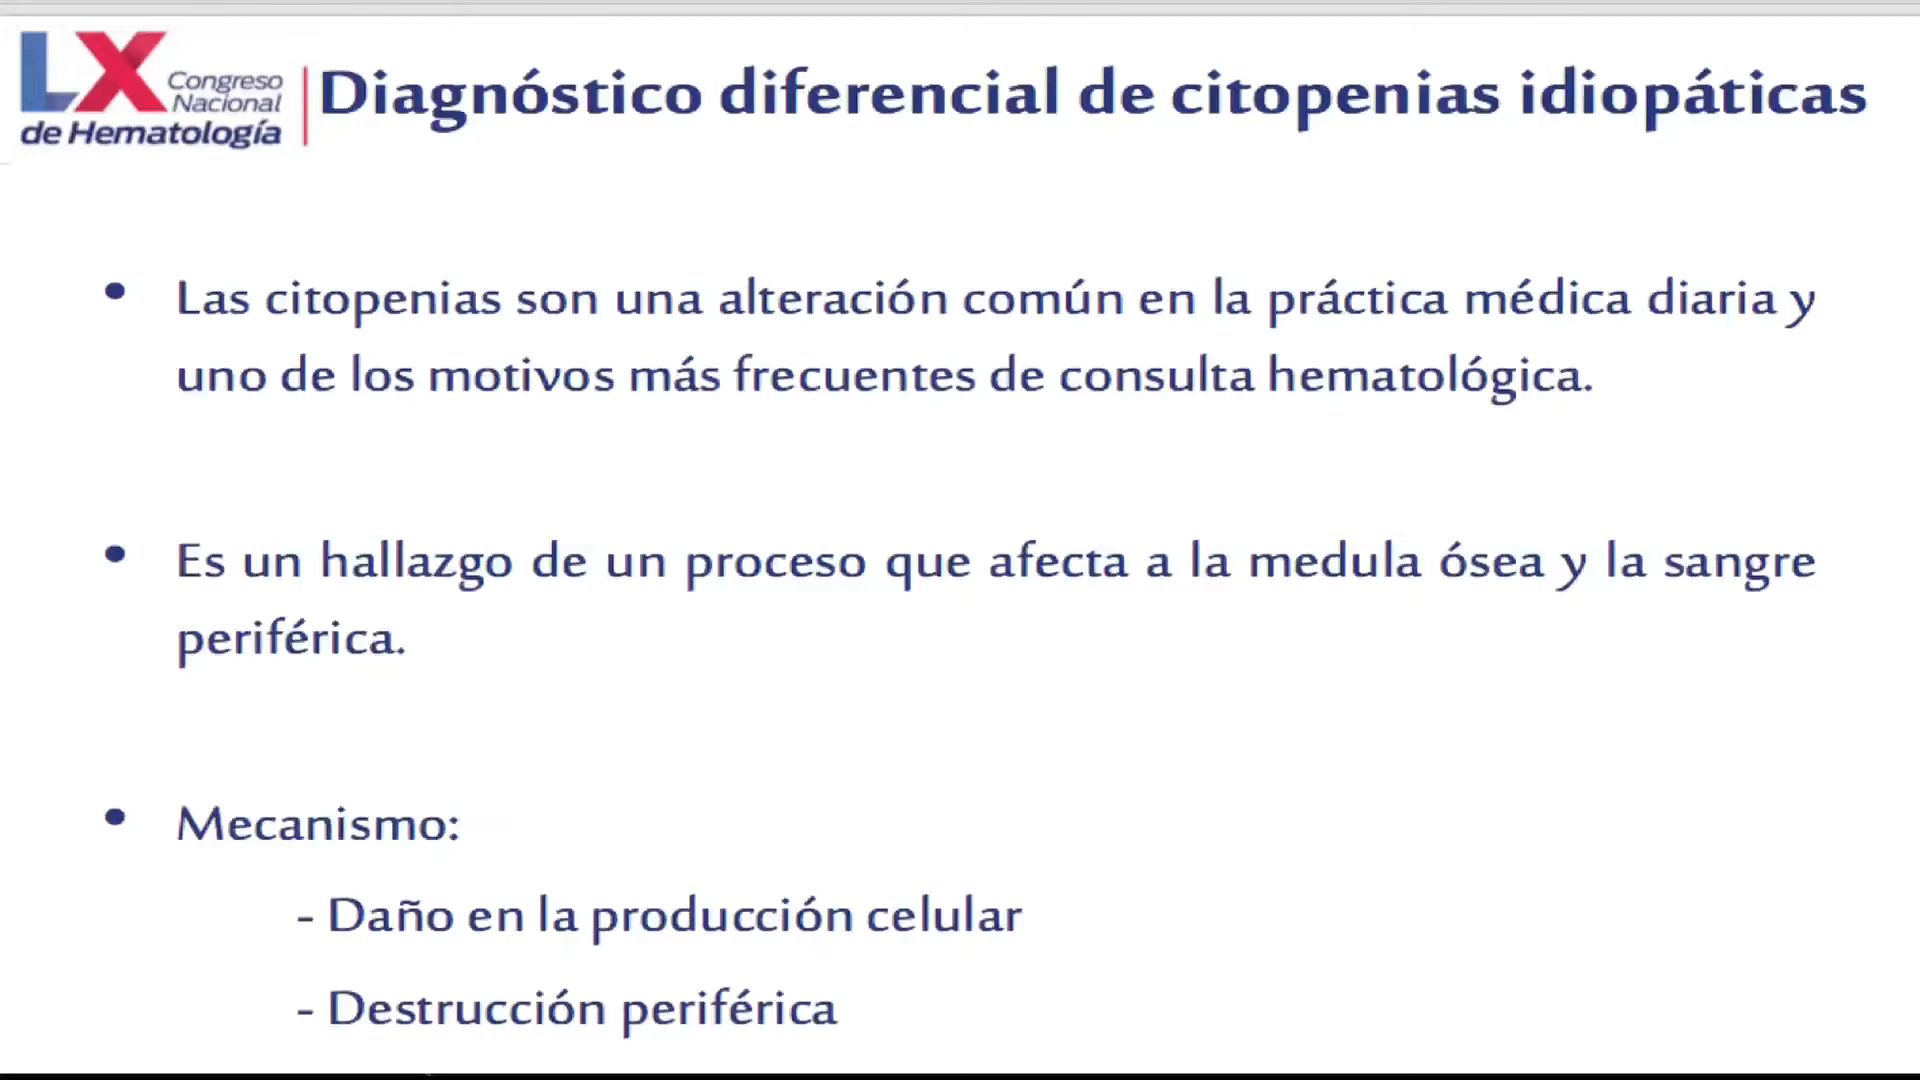 LX Congreso
Nacional
de Hematología
Diagnóstico diferencial de citopenias idiopáticas
• Las citopenias son una alteración común en la práctica médica diaria y
uno de los motivos más frecuentes de consulta hematológica.
• Es un hallazgo de un proceso que afecta a la medula ósea y la sangre
periférica.
• Mecanismo:
- Daño en la producción celular
- Destrucción periférica